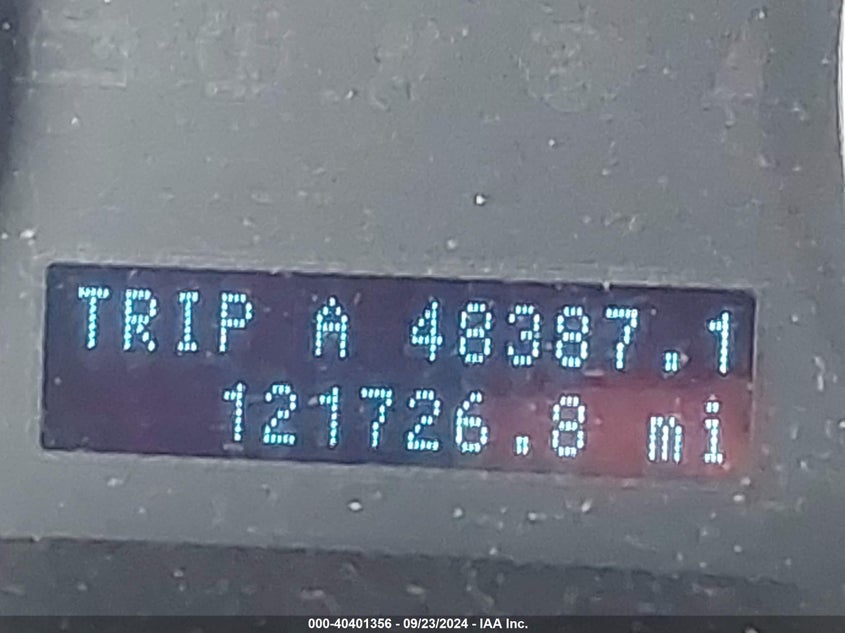 TRIP A 48387.1
121726.8 mi
000-40401356 - 09/23/2024 - IAA Inc.